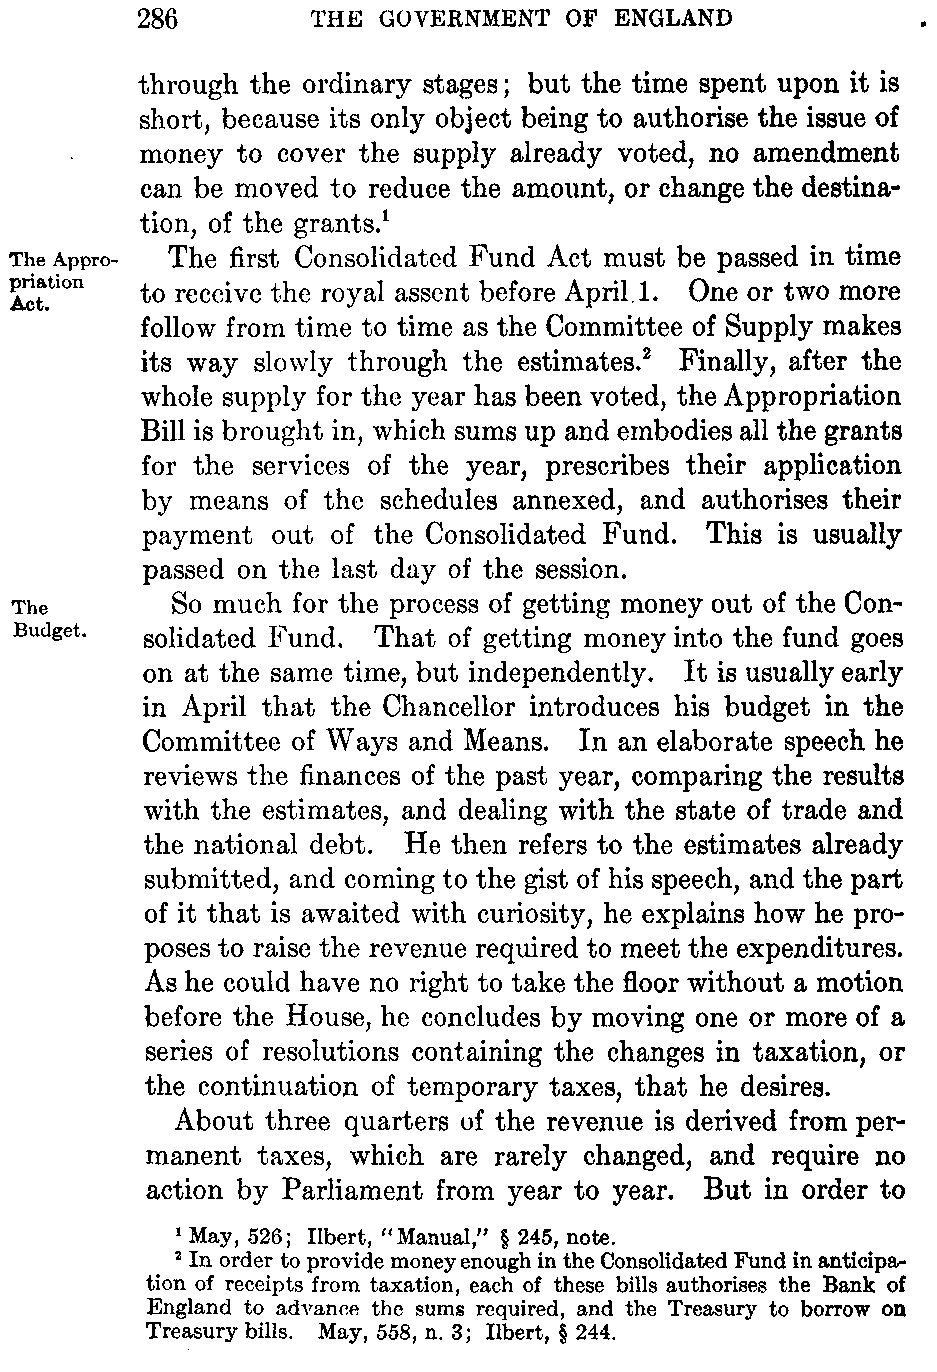 286 THE GOVERNMENT OF ENGLAND
through the ordinary stages; but the time spent upon it is
short, because its only object being to authorise the issue of
money to cover the supply already voted, no amendment
can be moved to reduce the amount, or change the destina-
tion, of the grants.¹
The Appro-
priation
Act.
The first Consolidated Fund Act must be passed in time
to receive the royal assent before April 1. One or two more
follow from time to time as the Committee of Supply makes
its way slowly through the estimates.² Finally, after the
whole supply for the year has been voted, the Appropriation
Bill is brought in, which sums up and embodies all the grants
for the services of the year, prescribes their application
by means of the schedules annexed, and authorises their
payment out of the Consolidated Fund. This is usually
passed on the last day of the session.
The
Budget.
So much for the process of getting money out of the Con-
solidated Fund. That of getting money into the fund goes
on at the same time, but independently. It is usually early
in April that the Chancellor introduces his budget in the
Committee of Ways and Means. In an elaborate speech he
reviews the finances of the past year, comparing the results
with the estimates, and dealing with the state of trade and
the national debt. He then refers to the estimates already
submitted, and coming to the gist of his speech, and the part
of it that is awaited with curiosity, he explains how he pro-
poses to raise the revenue required to meet the expenditures.
As he could have no right to take the floor without a motion
before the House, he concludes by moving one or more of a
series of resolutions containing the changes in taxation, or
the continuation of temporary taxes, that he desires.
About three quarters of the revenue is derived from per-
manent taxes, which are rarely changed, and require no
action by Parliament from year to year. But in order to
¹ May, 526; Ilbert, "Manual," § 245, note.
² In order to provide money enough in the Consolidated Fund in anticipa-
tion of receipts from taxation, each of these bills authorises the Bank of
England to advance the sums required, and the Treasury to borrow on
Treasury bills. May, 558, n. 3; Ilbert, § 244.